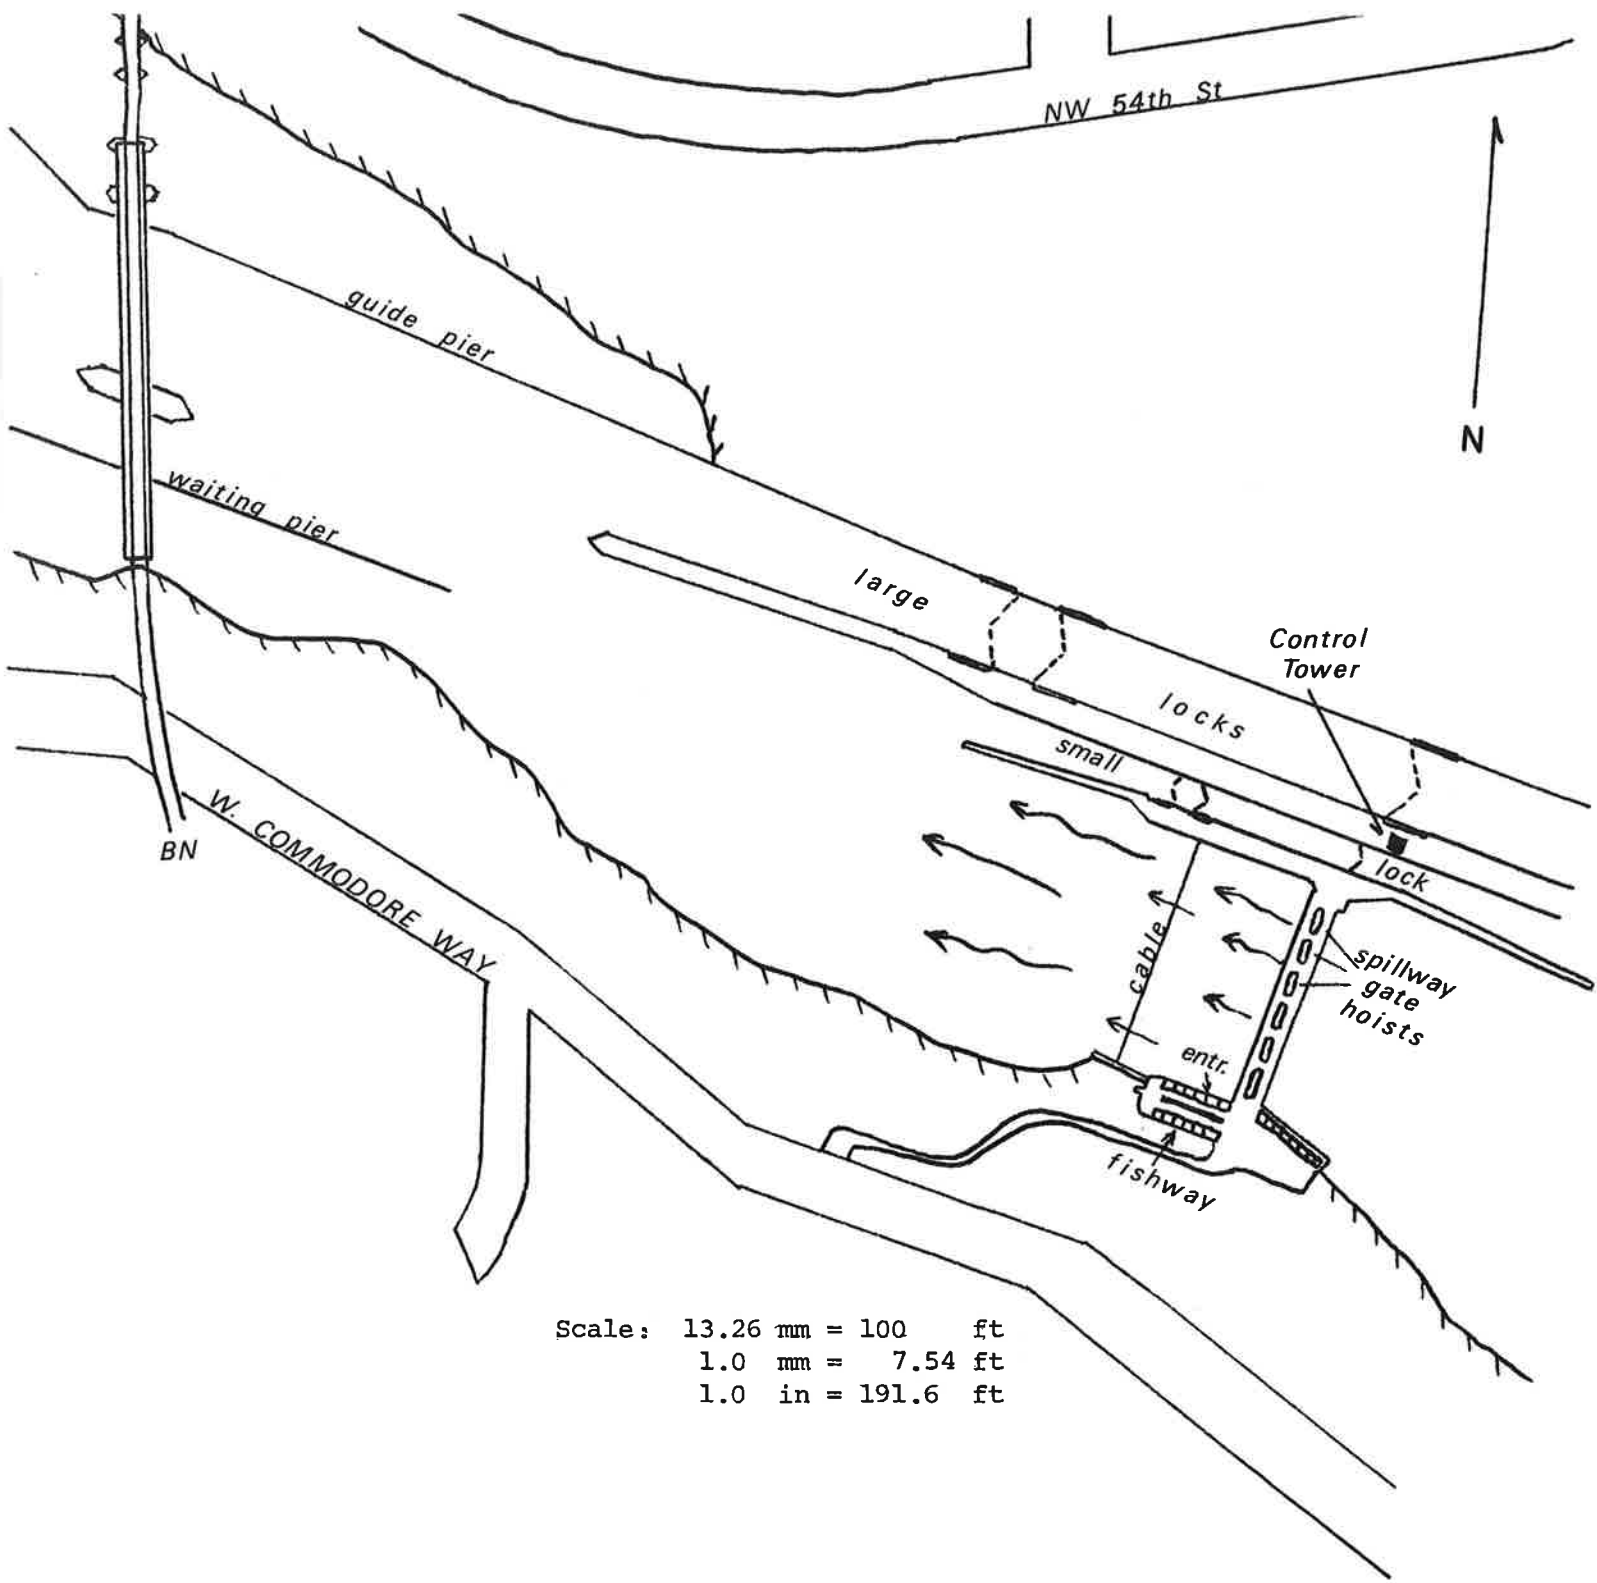 NW 54th St
N
guide pier
waiting pier
large
locks
Control
Tower
small
lock
BN
W. COMMODORE WAY
cable
spillway
gate
hoists
entr.
fishway
Scale: 13.26 mm = 100 ft
1.0 mm = 7.54 ft
1.0 in = 191.6 ft